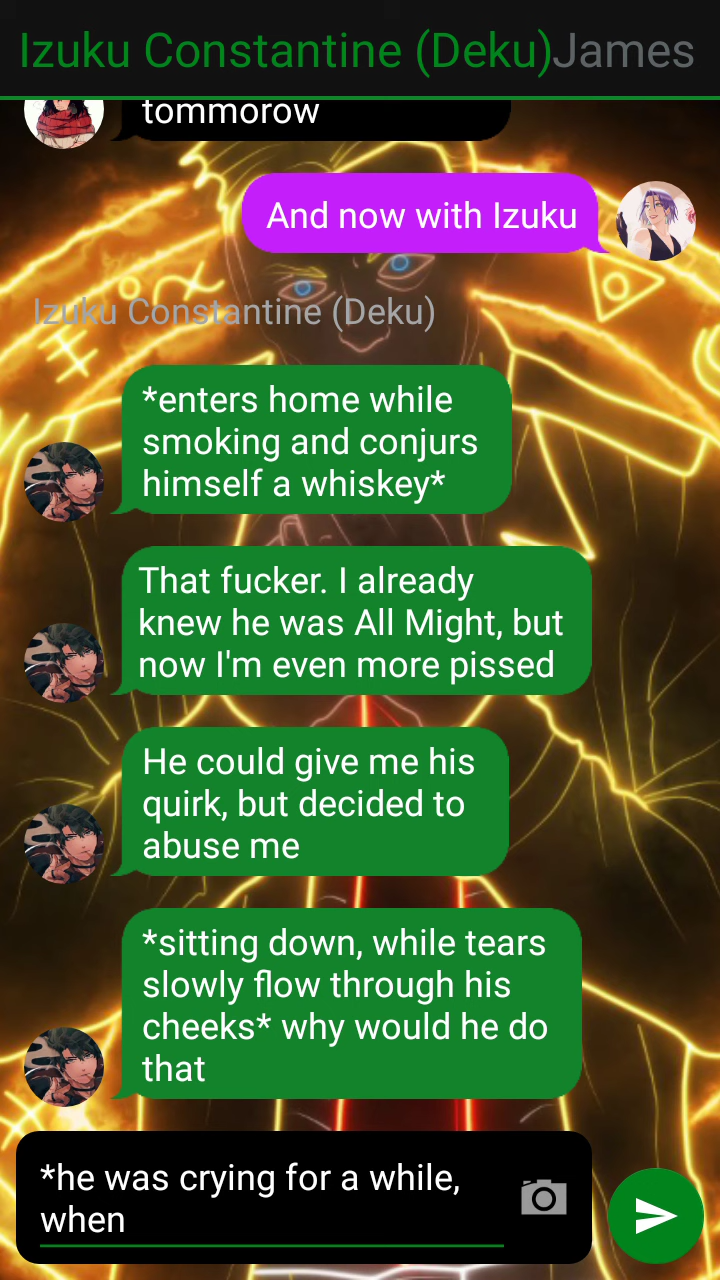 Izuku Constantine (Deku)James
tommorow
And now with Izuku
Izuku Constantine (Deku)
*enters home while
smoking and conjurs
himself a whiskey*
That fucker. I already
knew he was All Might, but
now I'm even more pissed
He could give me his
quirk, but decided to
abuse me
*sitting down, while tears
slowly flow through his
cheeks* why would he do
that
*he was crying for a while,
when